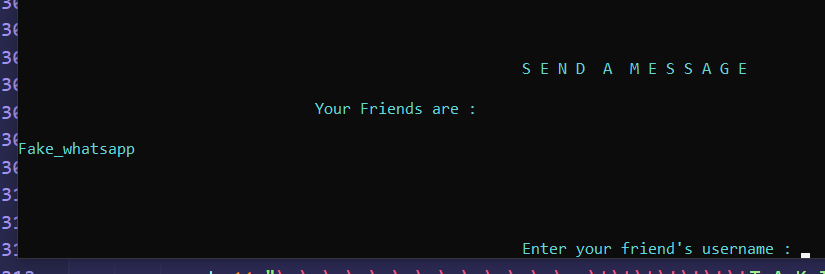 S E N D  A  M E S S A G E
Your Friends are :
Fake_whatsapp
Enter your friend's username :